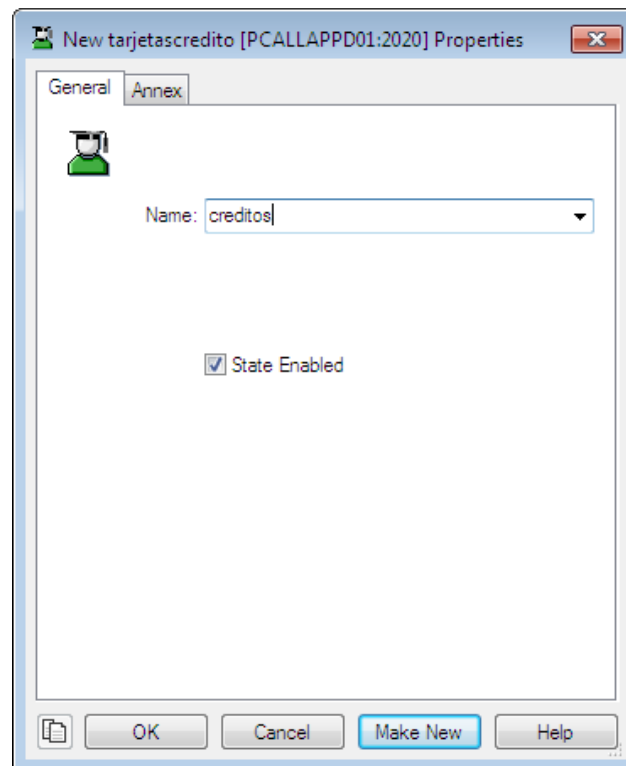 New tarjetascredito [PCALLAPPD01:2020] Properties
General Annex
Name: creditos
State Enabled
OK Cancel Make New Help